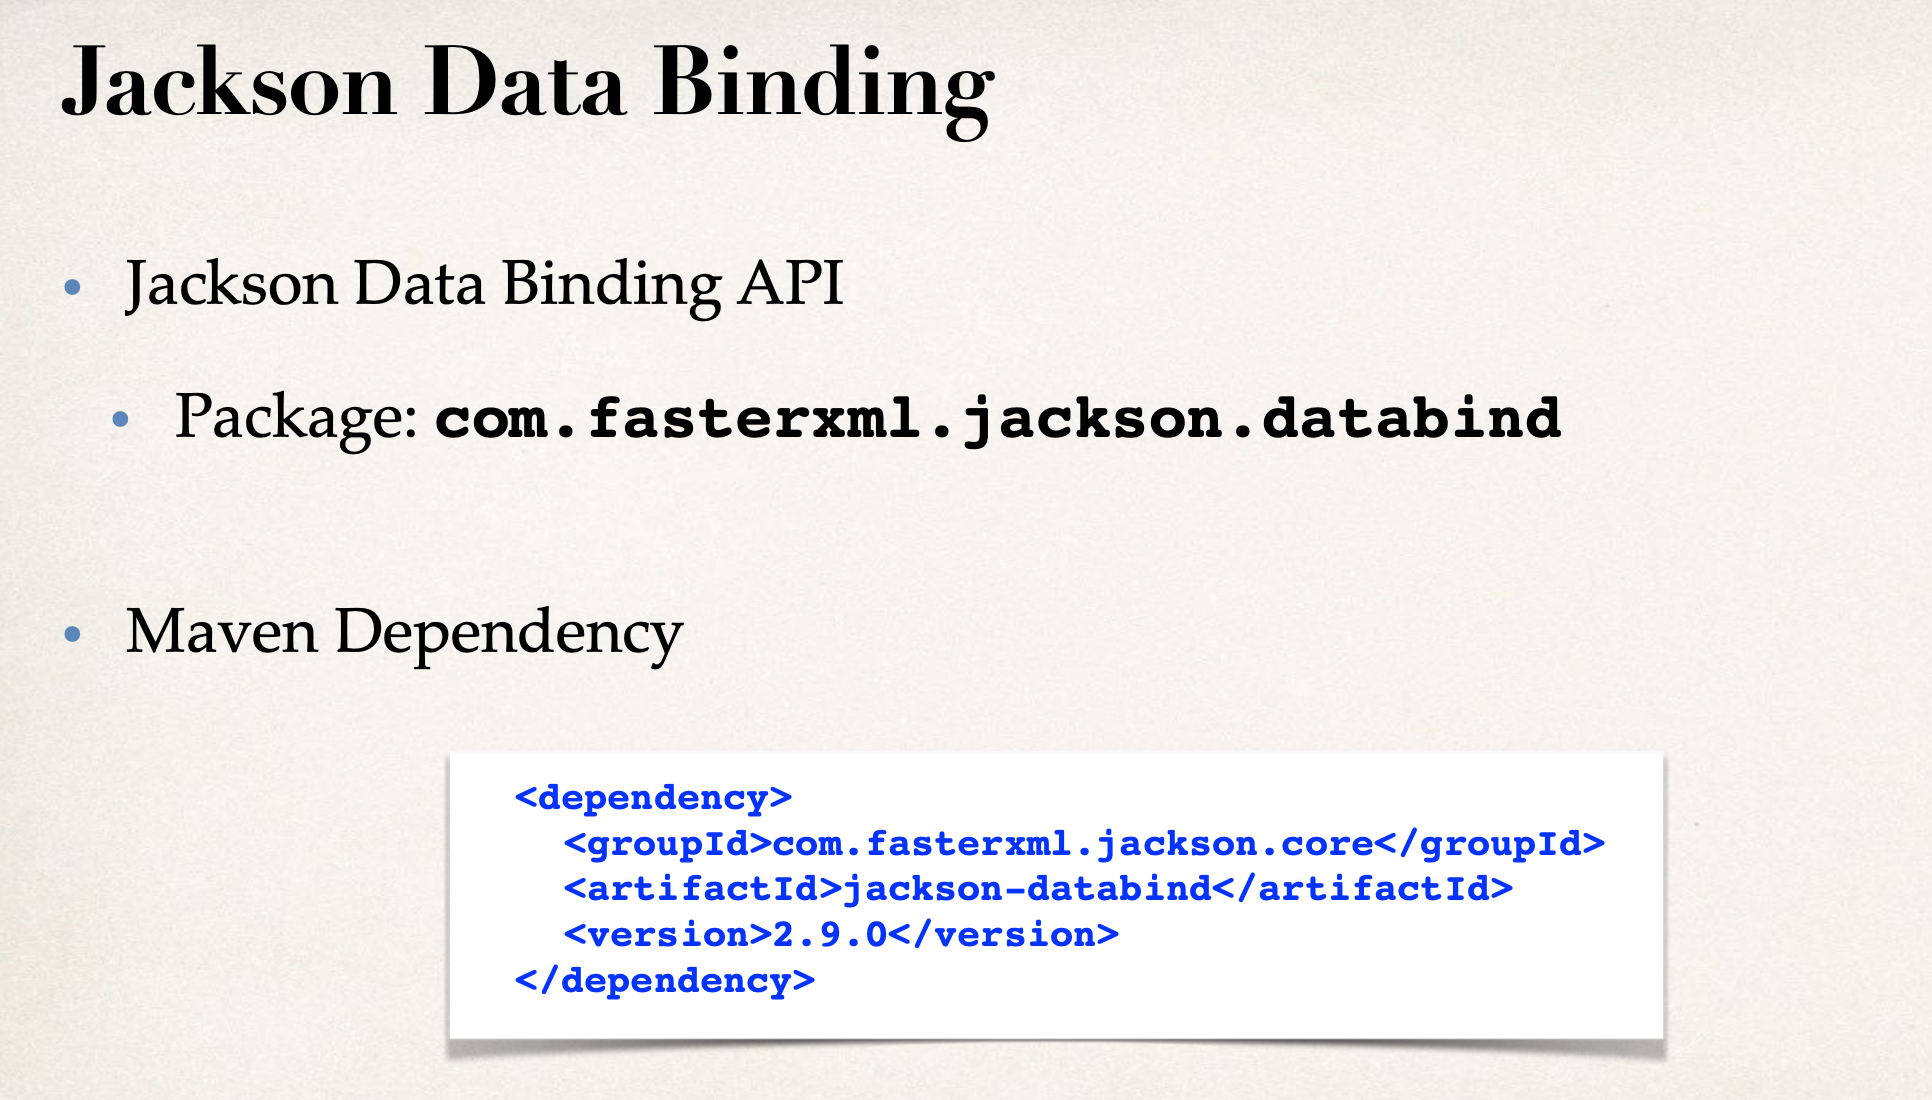 Jackson Data Binding
• Jackson Data Binding API
• Package: com.fasterxml.jackson.databind
• Maven Dependency
<dependency>
<groupId>com.fasterxml.jackson.core</groupId>
<artifactId>jackson-databind</artifactId>
<version>2.9.0</version>
</dependency>